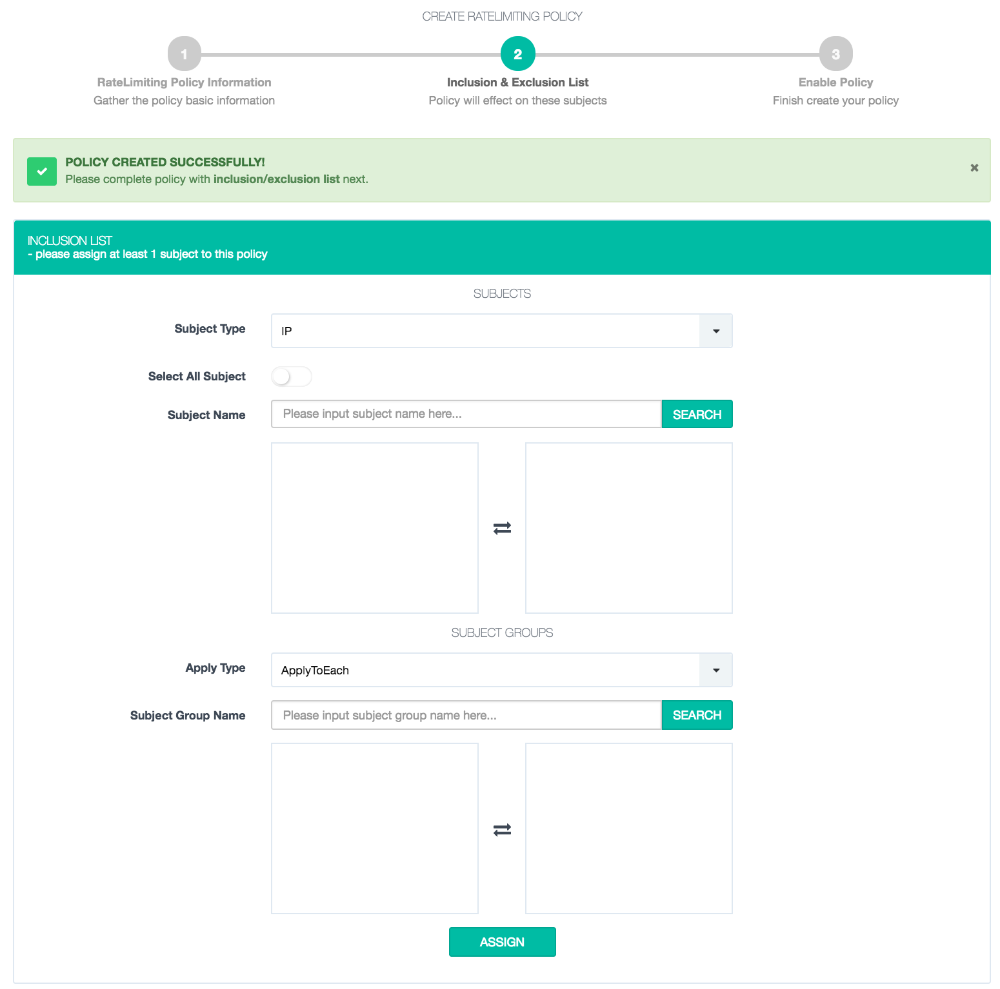 CREATE RATELIMITING POLICY
1
2
3
RateLimiting Policy Information
Inclusion & Exclusion List
Enable Policy
Gather the policy basic information
Policy will effect on these subjects
Finish create your policy
POLICY CREATED SUCCESSFULLY!
Please complete policy with inclusion/exclusion list next.
INCLUSION LIST
- please assign at least 1 subject to this policy
SUBJECTS
Subject Type
IP
Select All Subject
Subject Name
Please input subject name here...
SEARCH
SUBJECT GROUPS
Apply Type
ApplyToEach
Subject Group Name
Please input subject group name here...
SEARCH
ASSIGN